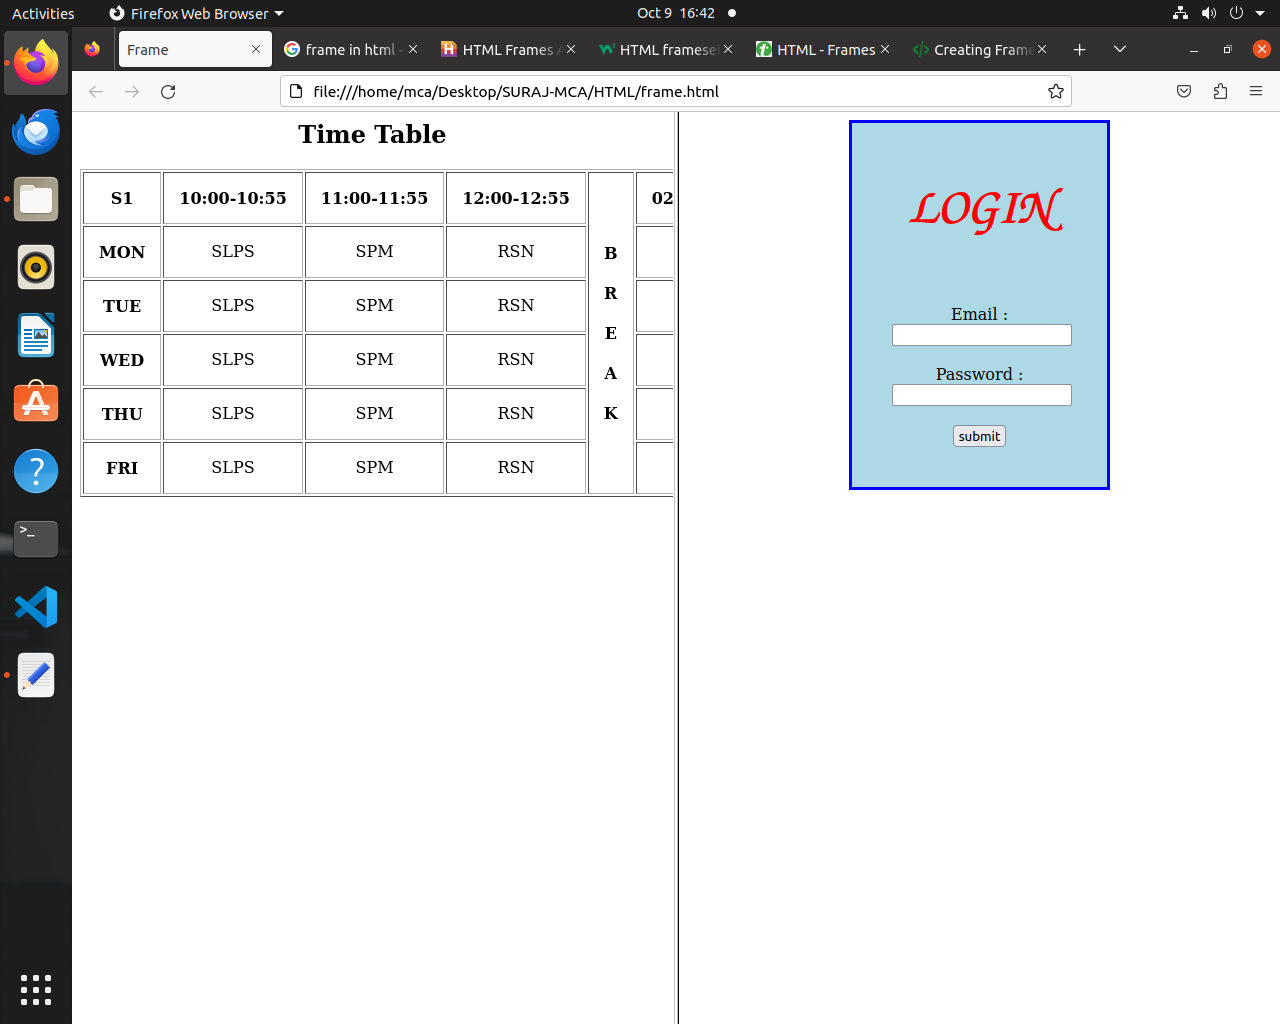 Activities Firefox Web Browser Oct 9 16:42
Frame frame in html - HTML Frames HTML frameset HTML - Frames Creating Frame
file:///home/mca/Desktop/SURAJ-MCA/HTML/frame.html
Time Table
S1 10:00-10:55 11:00-11:55 12:00-12:55 02
MON SLPS SPM RSN
TUE SLPS SPM RSN
WED SLPS SPM RSN
THU SLPS SPM RSN
FRI SLPS SPM RSN
B
R
E
A
K
LOGIN
Email :
Password :
submit